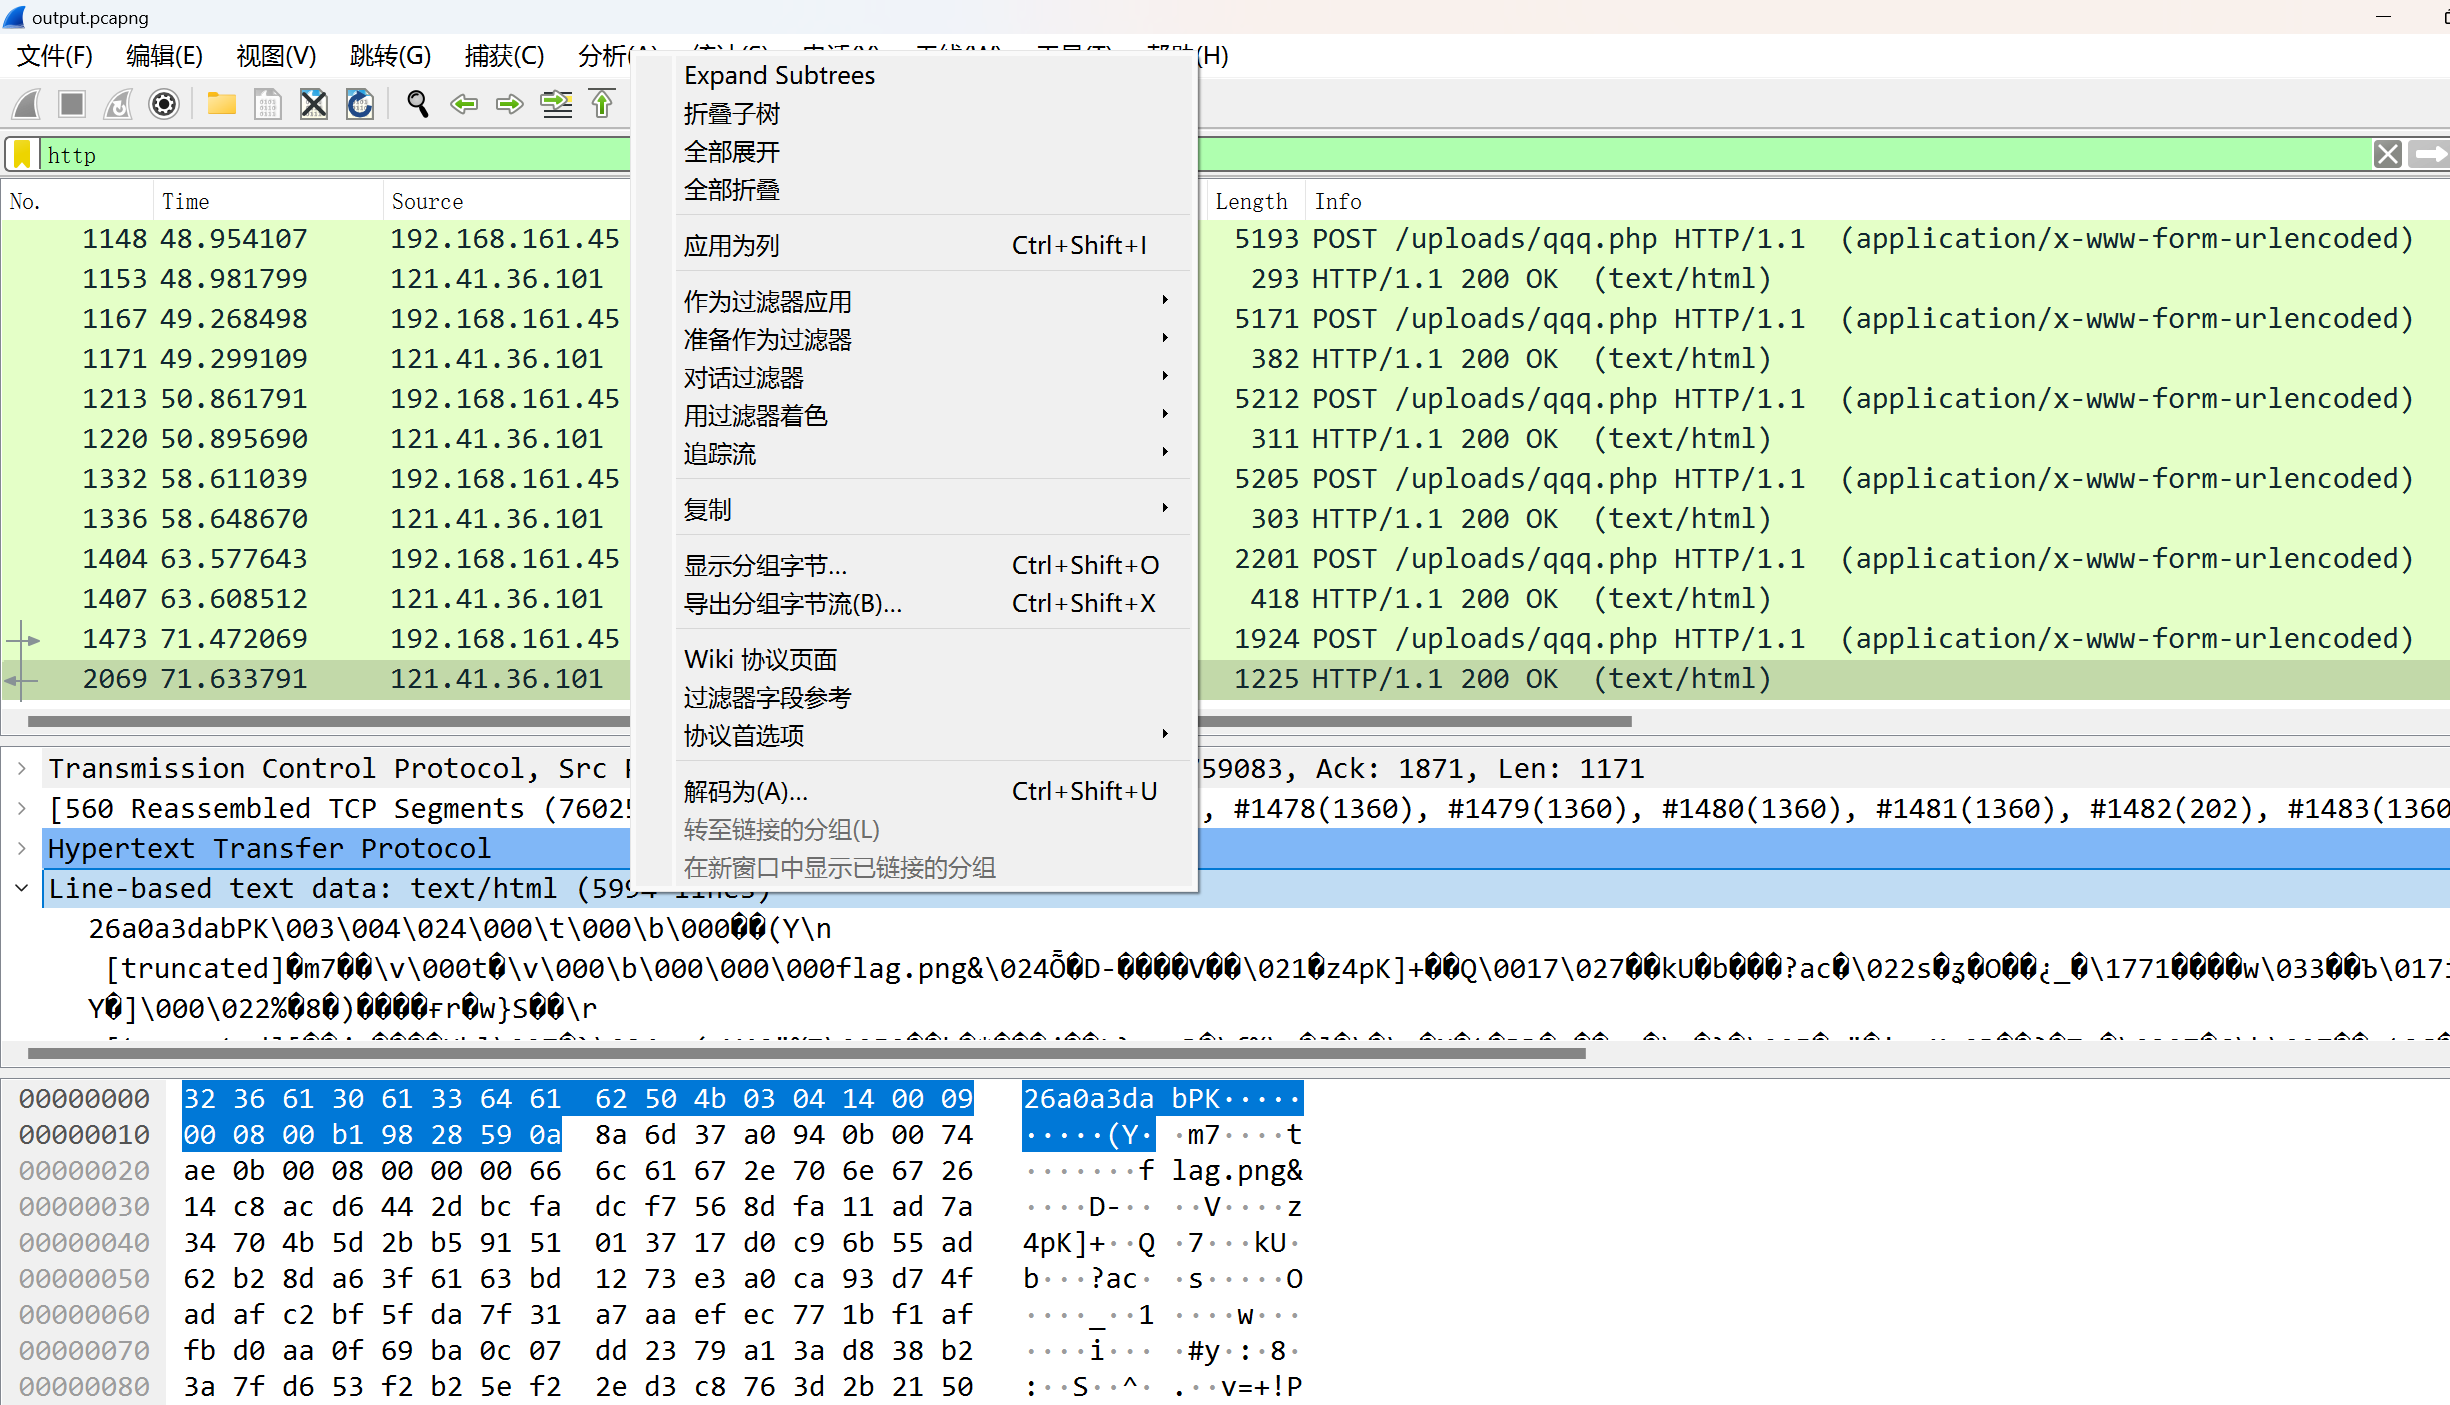 output.pcapng
文件(F) 编辑(E) 视图(V) 跳转(G) 捕获(C) 分析(A) 统计(S) 电话(Y) 无线(W) 工具(T) 帮助(H)
http
No. Time Source Length Info
1148 48.954107 192.168.161.45 5193 POST /uploads/qqq.php HTTP/1.1 (application/x-www-form-urlencoded)
1153 48.981799 121.41.36.101 293 HTTP/1.1 200 OK (text/html)
1167 49.268498 192.168.161.45 5171 POST /uploads/qqq.php HTTP/1.1 (application/x-www-form-urlencoded)
1171 49.299109 121.41.36.101 382 HTTP/1.1 200 OK (text/html)
1213 50.861791 192.168.161.45 5212 POST /uploads/qqq.php HTTP/1.1 (application/x-www-form-urlencoded)
1220 50.895690 121.41.36.101 311 HTTP/1.1 200 OK (text/html)
1332 58.611039 192.168.161.45 5205 POST /uploads/qqq.php HTTP/1.1 (application/x-www-form-urlencoded)
1336 58.648670 121.41.36.101 303 HTTP/1.1 200 OK (text/html)
1404 63.577643 192.168.161.45 2201 POST /uploads/qqq.php HTTP/1.1 (application/x-www-form-urlencoded)
1407 63.608512 121.41.36.101 418 HTTP/1.1 200 OK (text/html)
1473 71.472069 192.168.161.45 1924 POST /uploads/qqq.php HTTP/1.1 (application/x-www-form-urlencoded)
2069 71.633791 121.41.36.101 1225 HTTP/1.1 200 OK (text/html)
Expand Subtrees
折叠子树
全部展开
全部折叠
应用为列 Ctrl+Shift+I
作为过滤器应用
准备作为过滤器
对话过滤器
用过滤器着色
追踪流
复制
显示分组字节... Ctrl+Shift+O
导出分组字节流(B)... Ctrl+Shift+X
Wiki 协议页面
过滤器字段参考
协议首选项
解码为(A)... Ctrl+Shift+U
转至链接的分组(L)
在新窗口中显示已链接的分组
Transmission Control Protocol, Src 59083, Ack: 1871, Len: 1171
[560 Reassembled TCP Segments (76025 , #1478(1360), #1479(1360), #1480(1360), #1481(1360), #1482(202), #1483(1360
Hypertext Transfer Protocol
Line-based text data: text/html (5994 lines)
26a0a3dabPK\003\004\024\000\t\000\b\000��(Y\n
[truncated]�m7��\v\000t�\v\000\b\000\000\000flag.png&\024
Y�]\000\022%�8�)����ғr�w}S��\r
00000000 32 36 61 30 61 33 64 61 62 50 4b 03 04 14 00 09 26a0a3da bPK·····
00000010 00 08 00 b1 98 28 59 0a 8a 6d 37 a0 94 0b 00 74 ·····(Y· ·m7····t
00000020 ae 0b 00 08 00 00 00 66 6c 61 67 2e 70 6e 67 26 ·······f lag.png&
00000030 14 c8 ac d6 44 2d bc fa dc f7 56 8d fa 11 ad 7a ····D-·· ··V····z
00000040 34 70 4b 5d 2b b5 91 51 01 37 17 d0 c9 6b 55 ad 4pK]+··Q ·7···kU·
00000050 62 b2 8d a6 3f 61 63 bd 12 73 e3 a0 ca 93 d7 4f b···?ac· ·s·····O
00000060 ad af c2 bf 5f da 7f 31 a7 aa ef ec 77 1b f1 af ····_··1 ····w···
00000070 fb d0 aa 0f 69 ba 0c 07 dd 23 79 a1 3a d8 38 b2 ····i··· ·#y·:·8·
00000080 3a 7f d6 53 f2 b2 5e f2 2e d3 c8 76 3d 2b 21 50 :··S··^· .··v=+!P